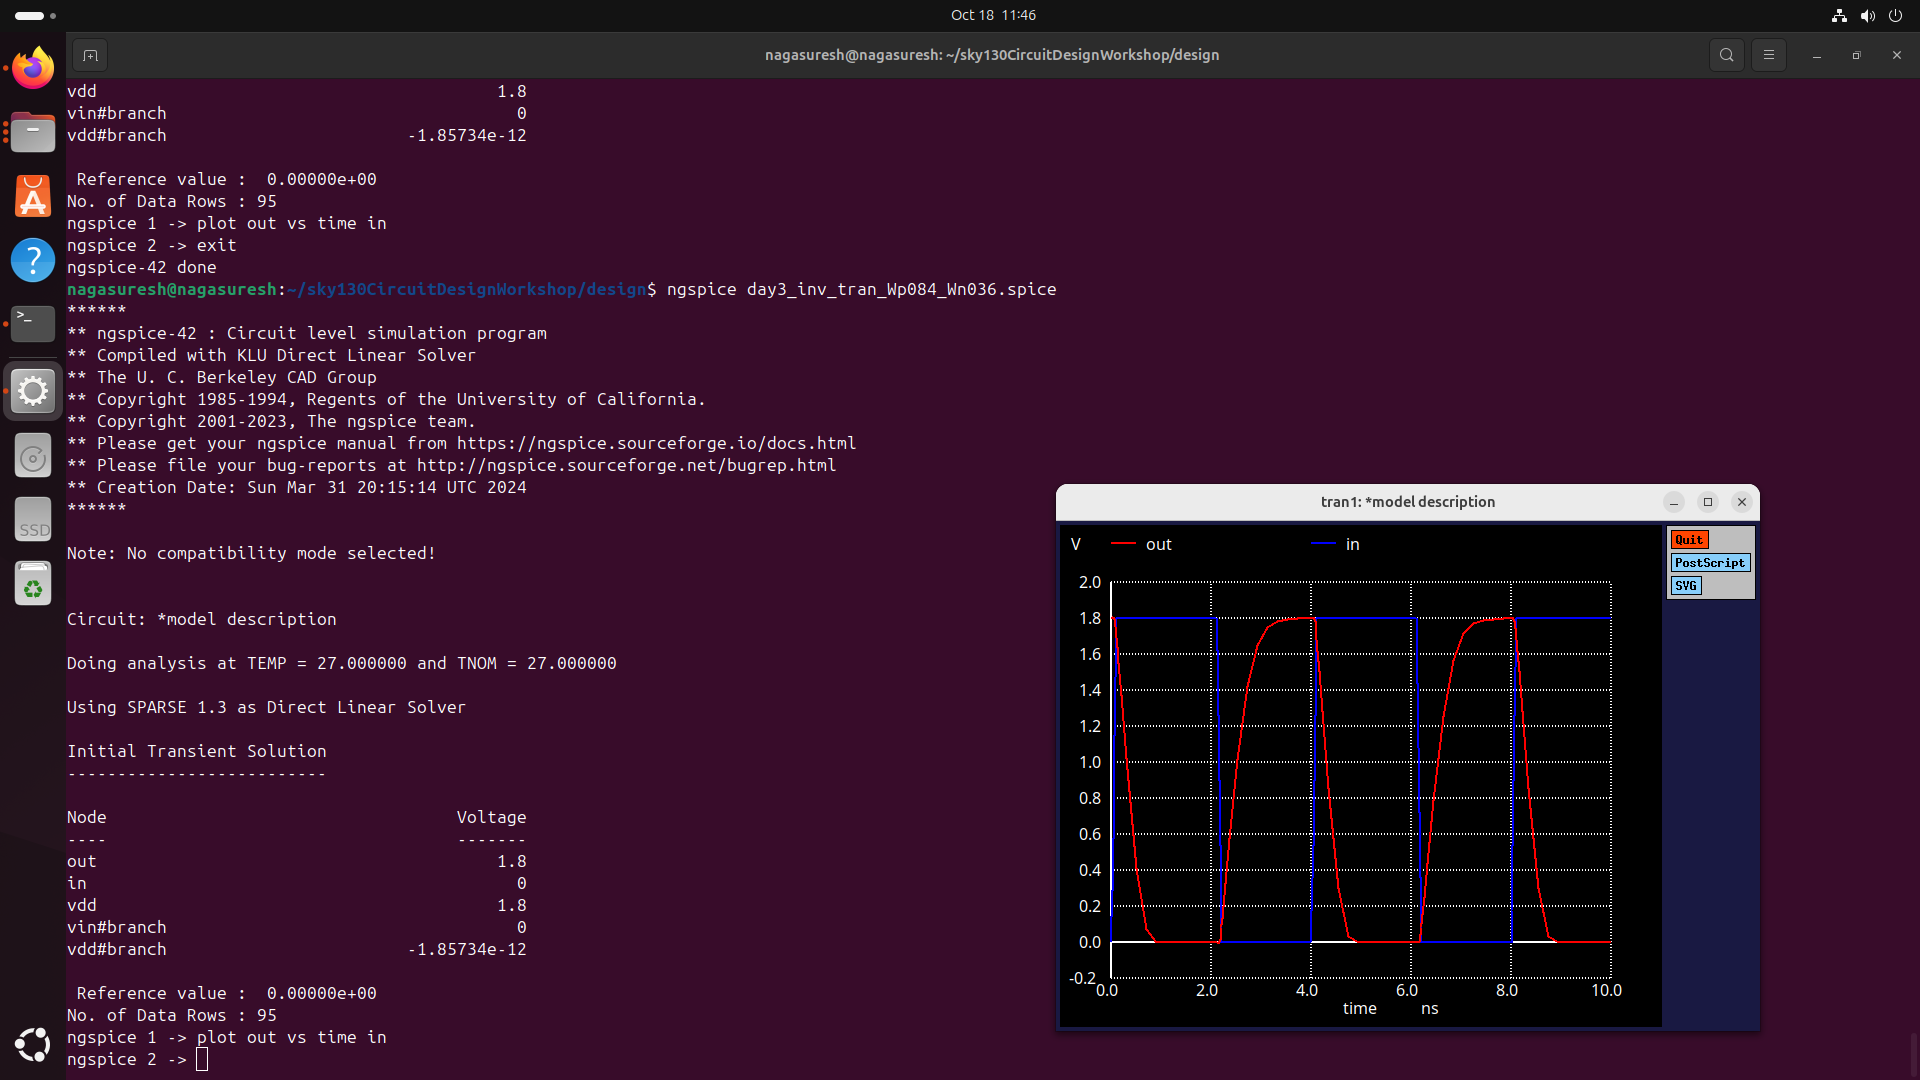 Oct 18 11:46
nagasuresh@nagasuresh: ~/sky130CircuitDesignWorkshop/design
vdd 1.8
vin#branch 0
vdd#branch -1.85734e-12
Reference value : 0.00000e+00
No. of Data Rows : 95
ngspice 1 -> plot out vs time in
ngspice 2 -> exit
ngspice-42 done
nagasuresh@nagasuresh:~/sky130CircuitDesignWorkshop/design$ ngspice day3_inv_tran_Wp084_Wn036.spice
******
** ngspice-42 : Circuit level simulation program
** Compiled with KLU Direct Linear Solver
** The U. C. Berkeley CAD Group
** Copyright 1985-1994, Regents of the University of California.
** Copyright 2001-2023, The ngspice team.
** Please get your ngspice manual from https://ngspice.sourceforge.io/docs.html
** Please file your bug-reports at http://ngspice.sourceforge.net/bugrep.html
** Creation Date: Sun Mar 31 20:15:14 UTC 2024
******
Note: No compatibility mode selected!
Circuit: *model description
Doing analysis at TEMP = 27.000000 and TNOM = 27.000000
Using SPARSE 1.3 as Direct Linear Solver
Initial Transient Solution
--------------------------
Node Voltage
---- -------
out 1.8
in 0
vdd 1.8
vin#branch 0
vdd#branch -1.85734e-12
Reference value : 0.00000e+00
No. of Data Rows : 95
ngspice 1 -> plot out vs time in
ngspice 2 ->
SSD
tran1: *model description
V out in
Quit
PostScript
SVG
2.0
1.8
1.6
1.4
1.2
1.0
0.8
0.6
0.4
0.2
0.0
-0.2
0.0 2.0 4.0 6.0 8.0 10.0
time ns